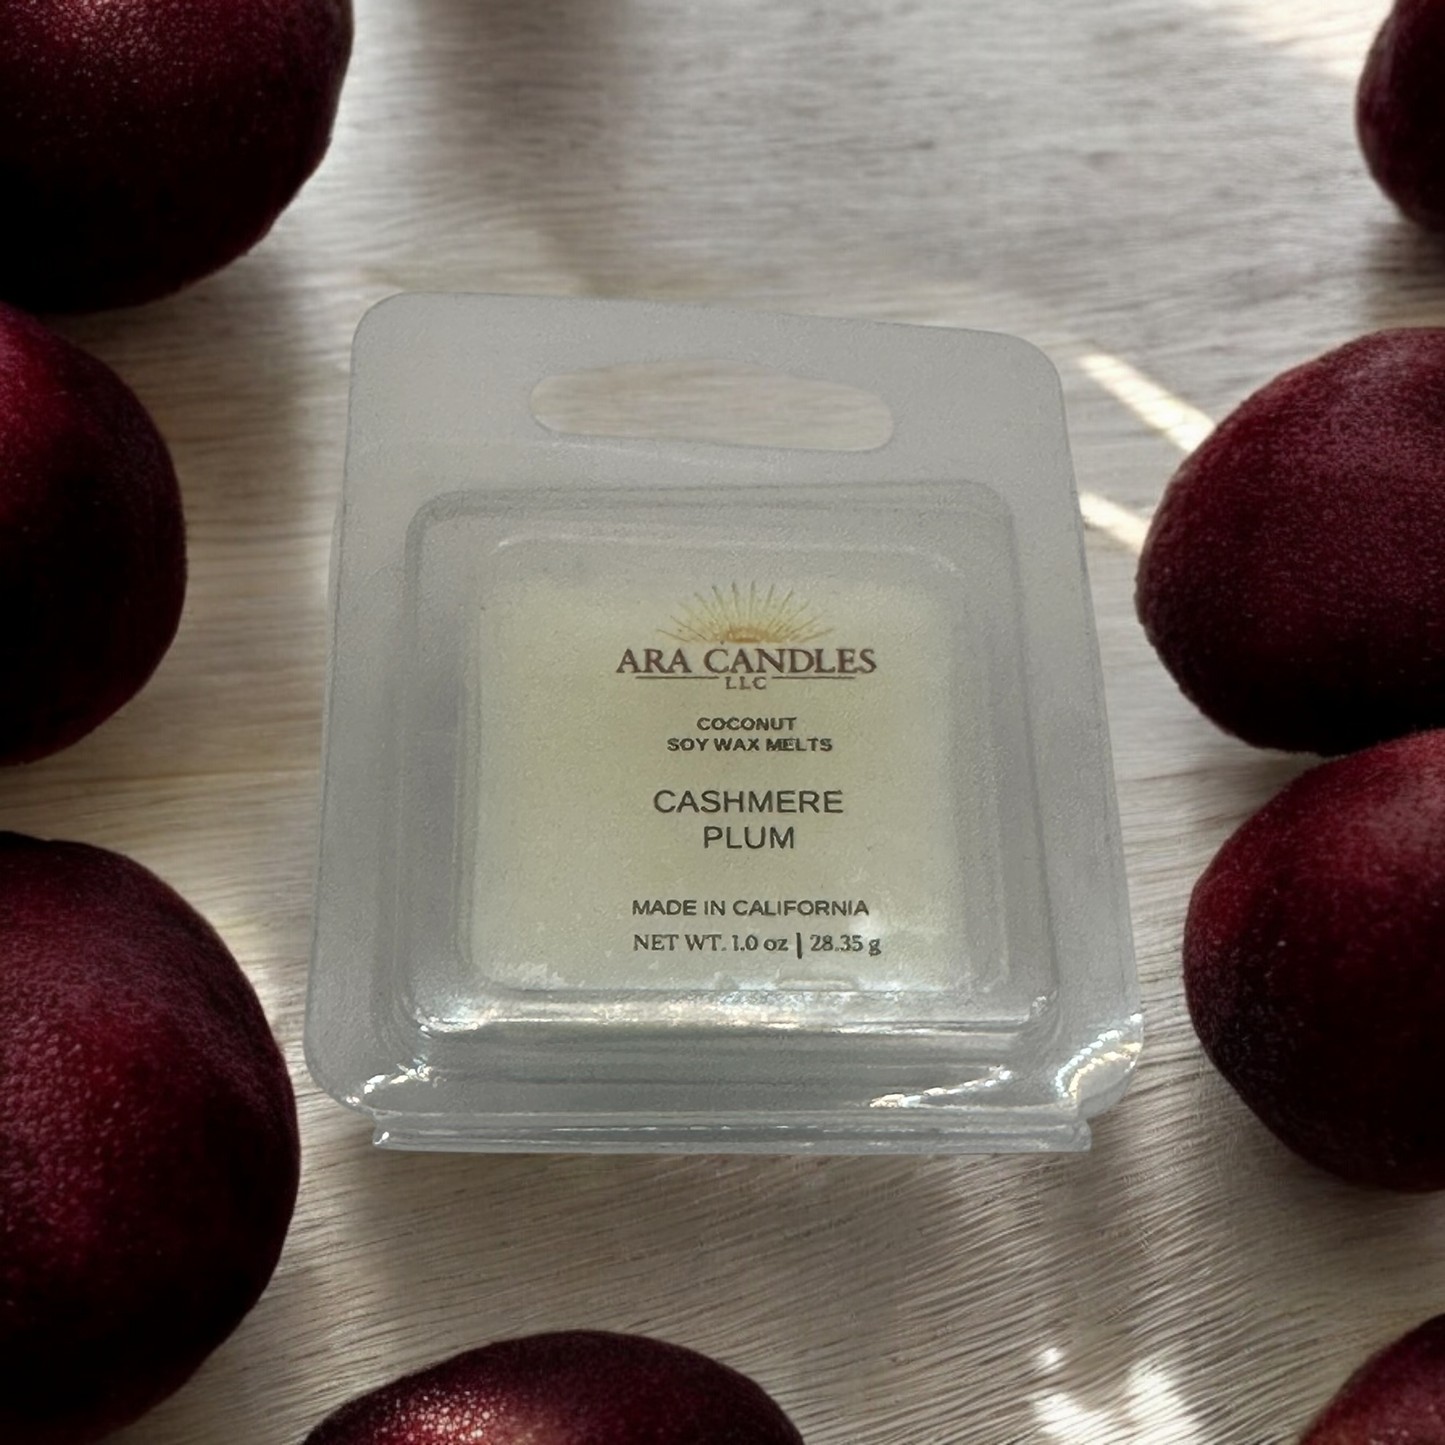 ARA CANDLES
LLC
COCONUT
SOY WAX MELTS
CASHMERE
PLUM
MADE IN CALIFORNIA
NET WT. 1.0 oz | 28.35 g